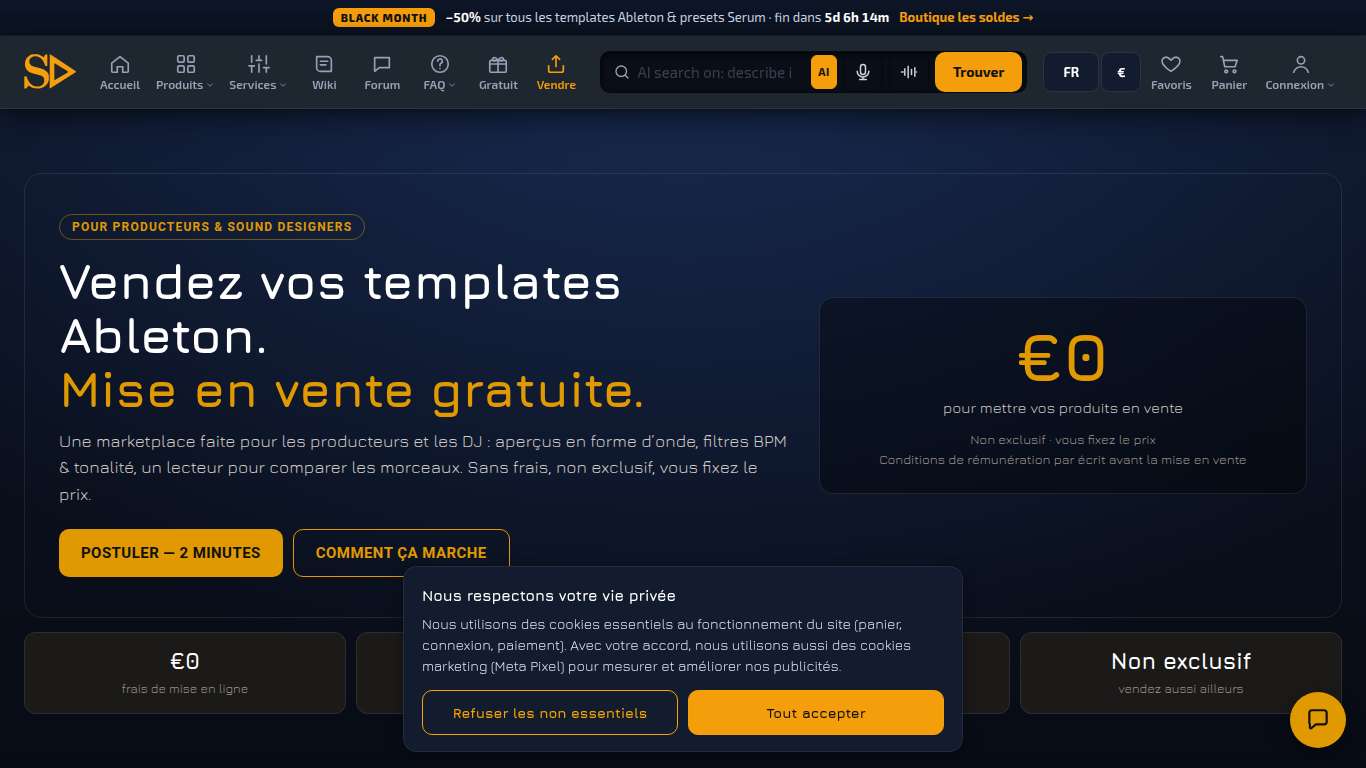 BLACK MONTH −50% sur tous les templates Ableton & presets Serum · fin dans 5d 6h 14m Boutique les soldes →
Accueil Produits Services Wiki Forum FAQ Gratuit Vendre AI search on: describe i AI Trouver FR € Favoris Panier Connexion
POUR PRODUCTEURS & SOUND DESIGNERS
Vendez vos templates
Ableton.
Mise en vente gratuite.
Une marketplace faite pour les producteurs et les DJ : aperçus en forme d'onde, filtres BPM
& tonalité, un lecteur pour comparer les morceaux. Sans frais, non exclusif, vous fixez le
prix.
POSTULER — 2 MINUTES COMMENT ÇA MARCHE
€0
pour mettre vos produits en vente
Non exclusif · vous fixez le prix
Conditions de rémunération par écrit avant la mise en vente
Nous respectons votre vie privée
Nous utilisons des cookies essentiels au fonctionnement du site (panier,
connexion, paiement). Avec votre accord, nous utilisons aussi des cookies
marketing (Meta Pixel) pour mesurer et améliorer nos publicités.
Refuser les non essentiels Tout accepter
€0
frais de mise en ligne
Non exclusif
vendez aussi ailleurs